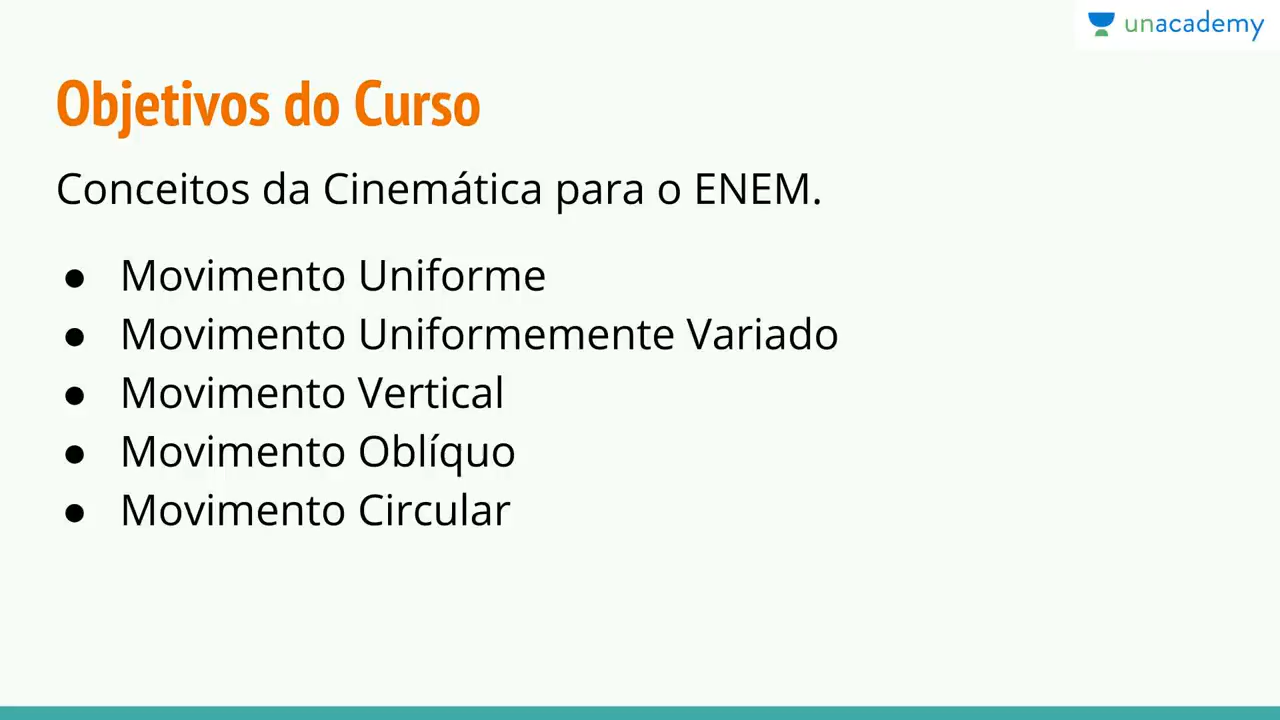 unacademy
Objetivos do Curso
Conceitos da Cinemática para o ENEM.
● Movimento Uniforme
● Movimento Uniformemente Variado
● Movimento Vertical
● Movimento Oblíquo
● Movimento Circular